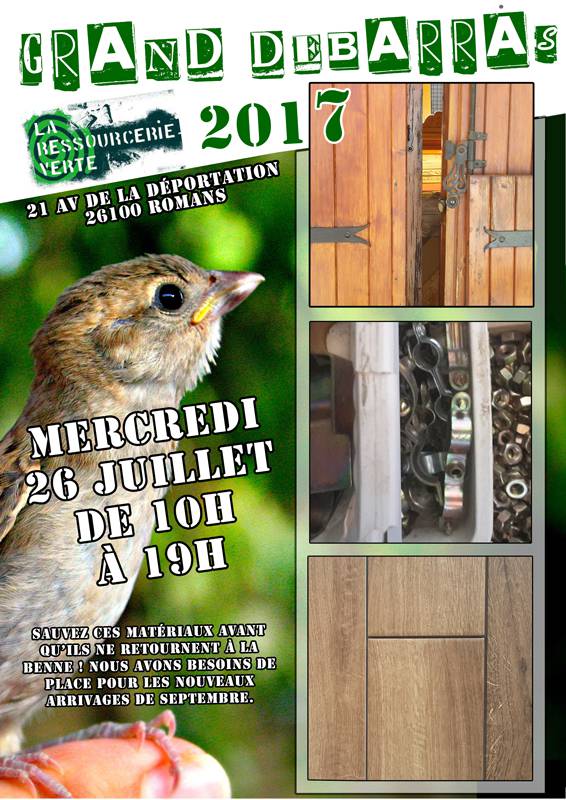 GRAND DEBARRAS
2017
LA
RESSOURCERIE
VERTE
21 AV DE LA DÉPORTATION
26100 ROMANS
MERCREDI
26 JUILLET
DE 10H
À 19H
SAUVEZ CES MATÉRIAUX AVANT
QU'ILS NE RETOURNENT À LA
BENNE ! NOUS AVONS BESOINS DE
PLACE POUR LES NOUVEAUX
ARRIVAGES DE SEPTEMBRE.